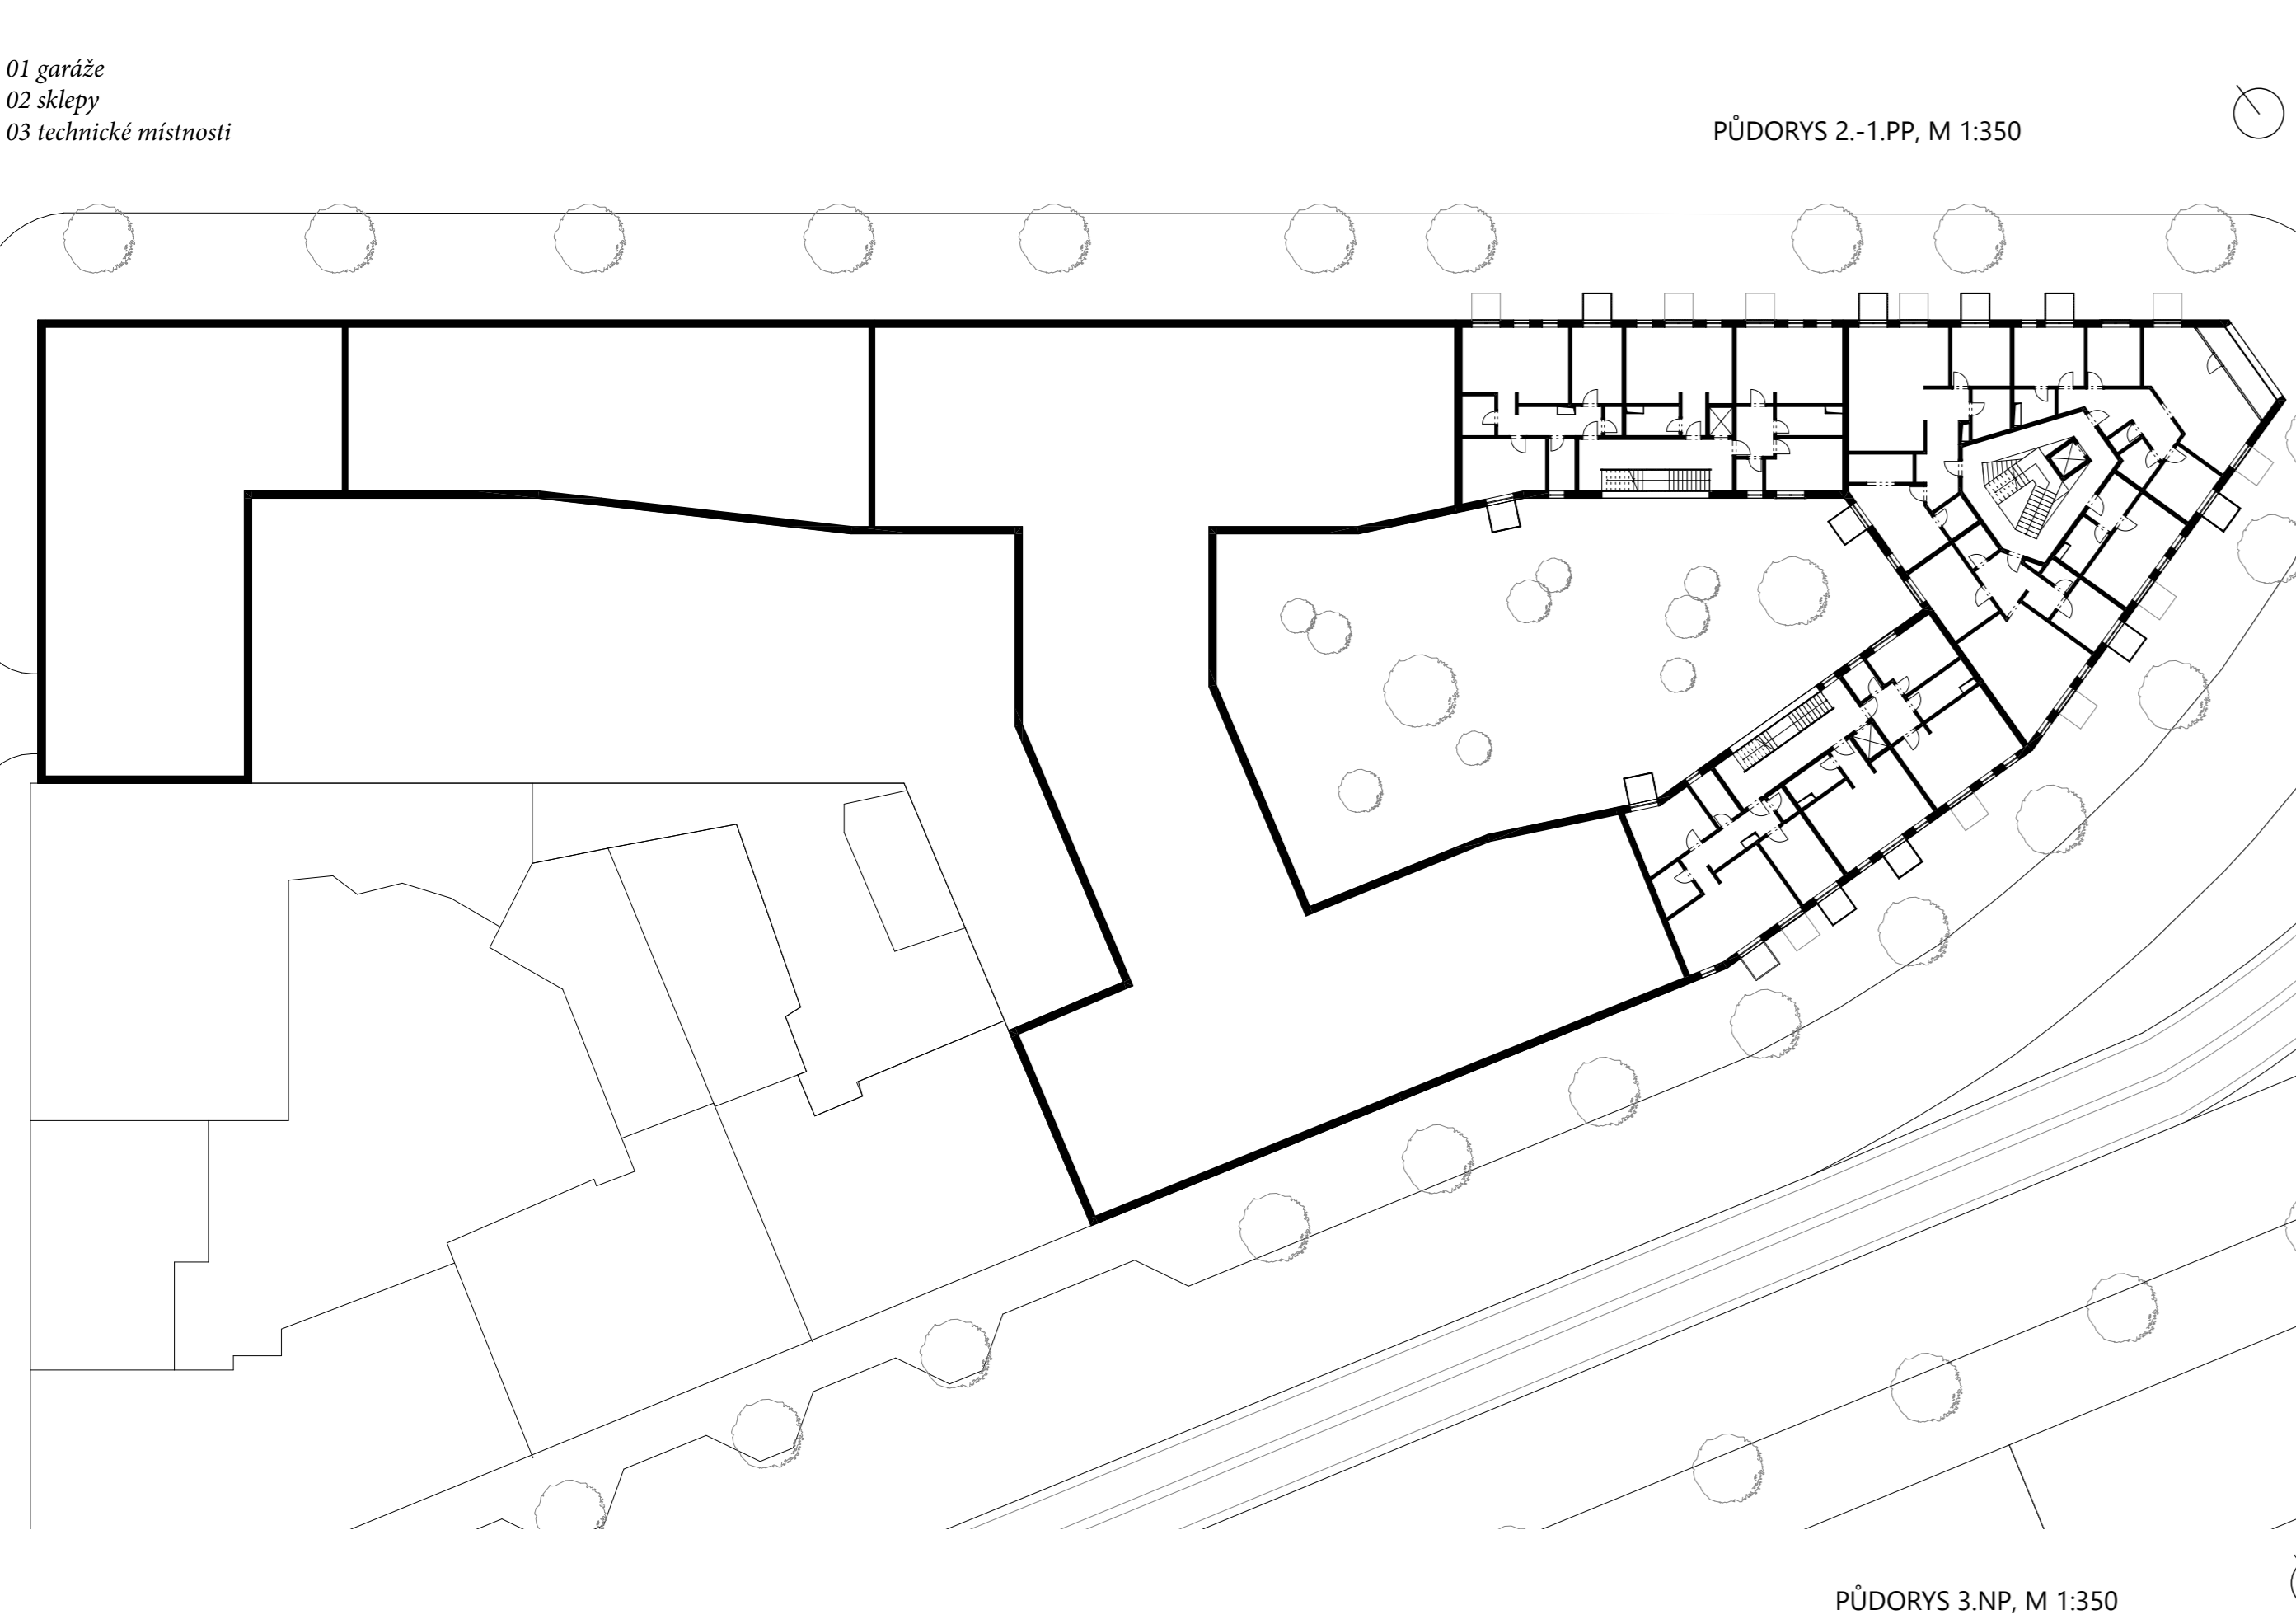 01 garáže
02 sklepy
03 technické místnosti
PŮDORYS 2.-1.PP, M 1:350
PŮDORYS 3.NP, M 1:350